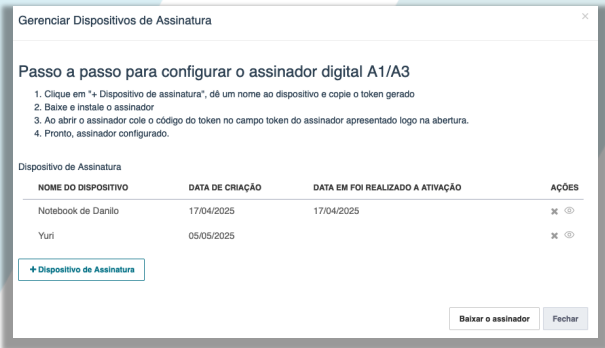 Gerenciar Dispositivos de Assinatura
Passo a passo para configurar o assinador digital A1/A3
1. Clique em "+ Dispositivo de assinatura", dê um nome ao dispositivo e copie o token gerado
2. Baixe e instale o assinador
3. Ao abrir o assinador cole o código do token no campo token do assinador apresentado logo na abertura.
4. Pronto, assinador configurado.
Dispositivo de Assinatura
NOME DO DISPOSITIVO DATA DE CRIAÇÃO DATA EM FOI REALIZADO A ATIVAÇÃO AÇÕES
Notebook de Danilo 17/04/2025 17/04/2025
Yuri 05/05/2025
+ Dispositivo de Assinatura
Baixar o assinador Fechar